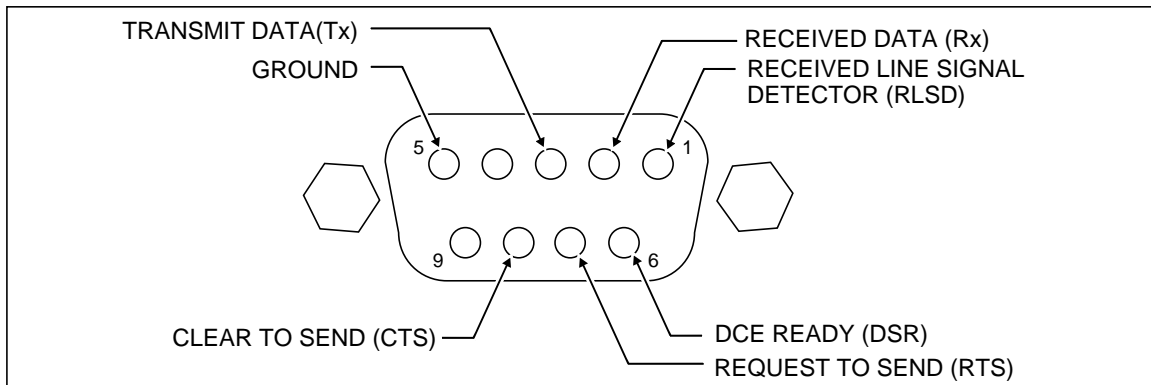 TRANSMIT DATA(Tx)
RECEIVED DATA (Rx)
GROUND
RECEIVED LINE SIGNAL
DETECTOR (RLSD)
5
1
9
6
CLEAR TO SEND (CTS)
DCE READY (DSR)
REQUEST TO SEND (RTS)